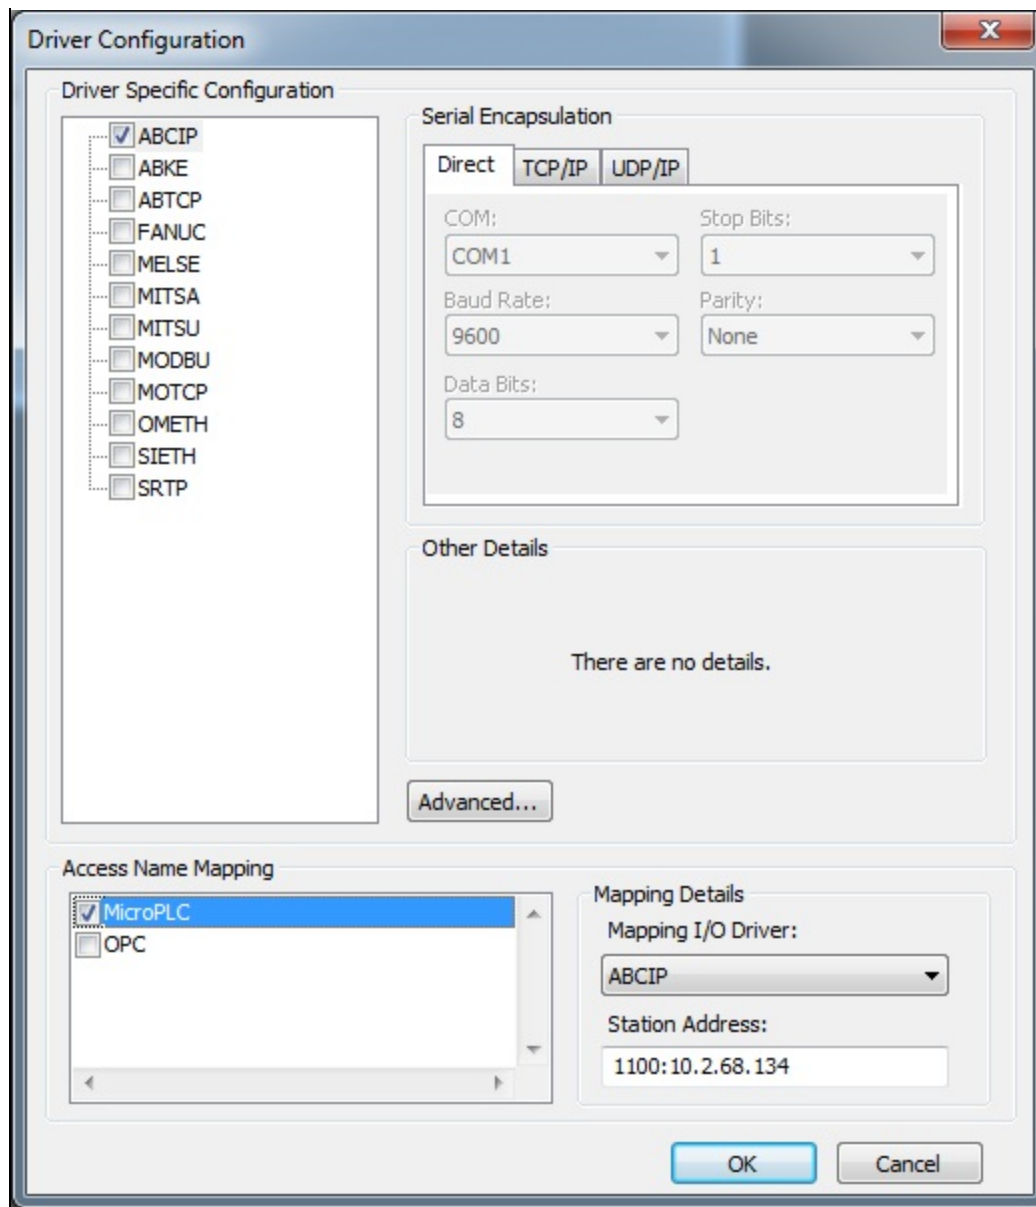 Driver Configuration
Driver Specific Configuration
ABCIP
ABKE
ABTCP
FANUC
MELSE
MITSA
MITSU
MODBU
MOTCP
OMETH
SIETH
SRTP
Serial Encapsulation
Direct TCP/IP UDP/IP
COM: Stop Bits:
COM1 1
Baud Rate: Parity:
9600 None
Data Bits:
8
Other Details
There are no details.
Advanced...
Access Name Mapping
MicroPLC
OPC
Mapping Details
Mapping I/O Driver:
ABCIP
Station Address:
1100:10.2.68.134
OK Cancel